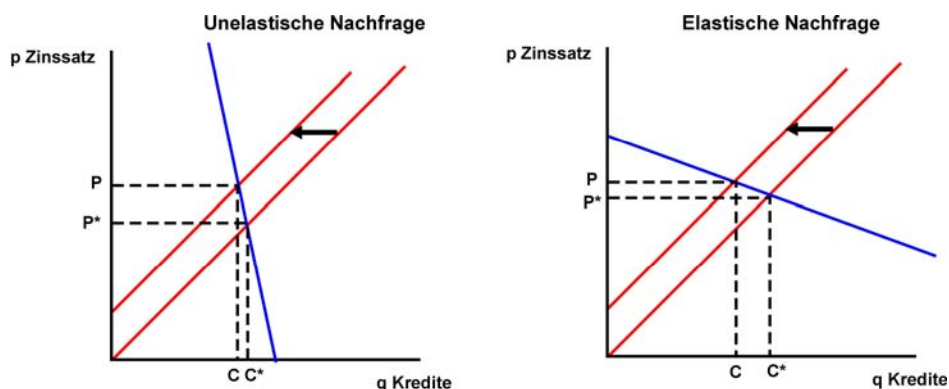 Unelastische Nachfrage
p Zinssatz
P
P*
C C*
q Kredite
Elastische Nachfrage
p Zinssatz
P
P*
C C*
q Kredite